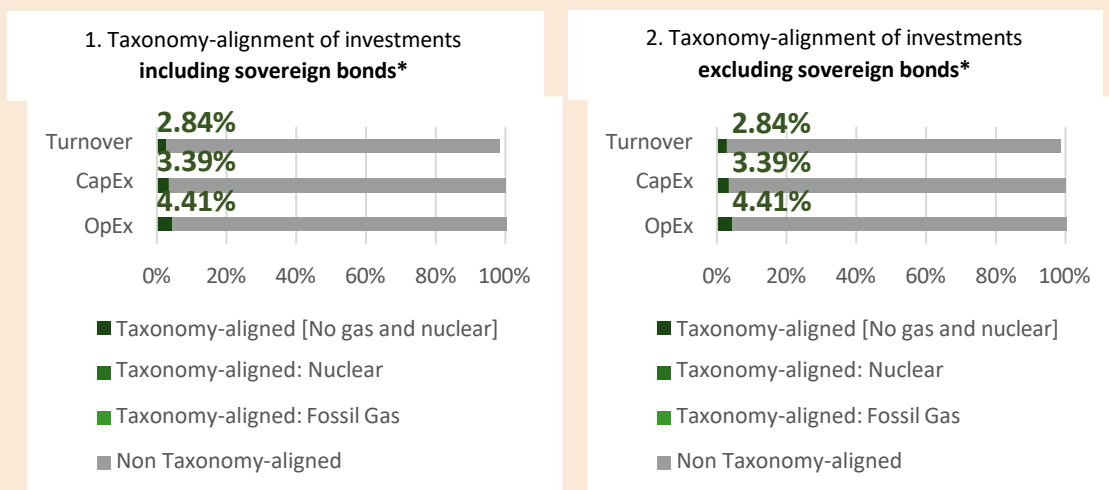 1. Taxonomy-alignment of investments
including sovereign bonds*
2.84%
Turnover
3.39%
CapEx
4.41%
OpEx
0% 20% 40% 60% 80% 100%
Taxonomy-aligned [No gas and nuclear]
Taxonomy-aligned: Nuclear
Taxonomy-aligned: Fossil Gas
Non Taxonomy-aligned
2. Taxonomy-alignment of investments
excluding sovereign bonds*
2.84%
Turnover
3.39%
CapEx
4.41%
OpEx
0% 20% 40% 60% 80% 100%
Taxonomy-aligned [No gas and nuclear]
Taxonomy-aligned: Nuclear
Taxonomy-aligned: Fossil Gas
Non Taxonomy-aligned